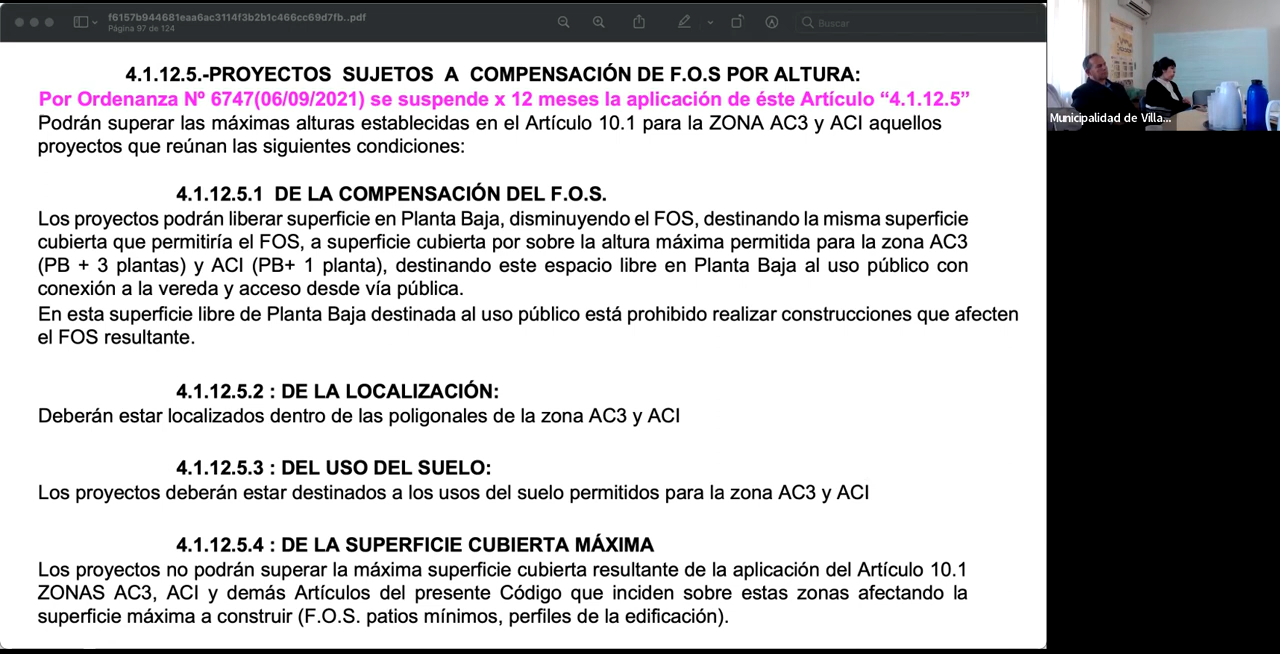 f6157b944681eaa6ac3114f3b2b1c466cc69d7fb..pdf
Página 97 de 124
Buscar
4.1.12.5.-PROYECTOS SUJETOS A COMPENSACIÓN DE F.O.S POR ALTURA:
Por Ordenanza Nº 6747(06/09/2021) se suspende x 12 meses la aplicación de éste Artículo “4.1.12.5”
Podrán superar las máximas alturas establecidas en el Artículo 10.1 para la ZONA AC3 y ACI aquellos
proyectos que reúnan las siguientes condiciones:
4.1.12.5.1 DE LA COMPENSACIÓN DEL F.O.S.
Los proyectos podrán liberar superficie en Planta Baja, disminuyendo el FOS, destinando la misma superficie
cubierta que permitiría el FOS, a superficie cubierta por sobre la altura máxima permitida para la zona AC3
(PB + 3 plantas) y ACI (PB+ 1 planta), destinando este espacio libre en Planta Baja al uso público con
conexión a la vereda y acceso desde vía pública.
En esta superficie libre de Planta Baja destinada al uso público está prohibido realizar construcciones que afecten
el FOS resultante.
4.1.12.5.2 : DE LA LOCALIZACIÓN:
Deberán estar localizados dentro de las poligonales de la zona AC3 y ACI
4.1.12.5.3 : DEL USO DEL SUELO:
Los proyectos deberán estar destinados a los usos del suelo permitidos para la zona AC3 y ACI
4.1.12.5.4 : DE LA SUPERFICIE CUBIERTA MÁXIMA
Los proyectos no podrán superar la máxima superficie cubierta resultante de la aplicación del Artículo 10.1
ZONAS AC3, ACI y demás Artículos del presente Código que inciden sobre estas zonas afectando la
superficie máxima a construir (F.O.S. patios mínimos, perfiles de la edificación).
Municipalidad de Villa...